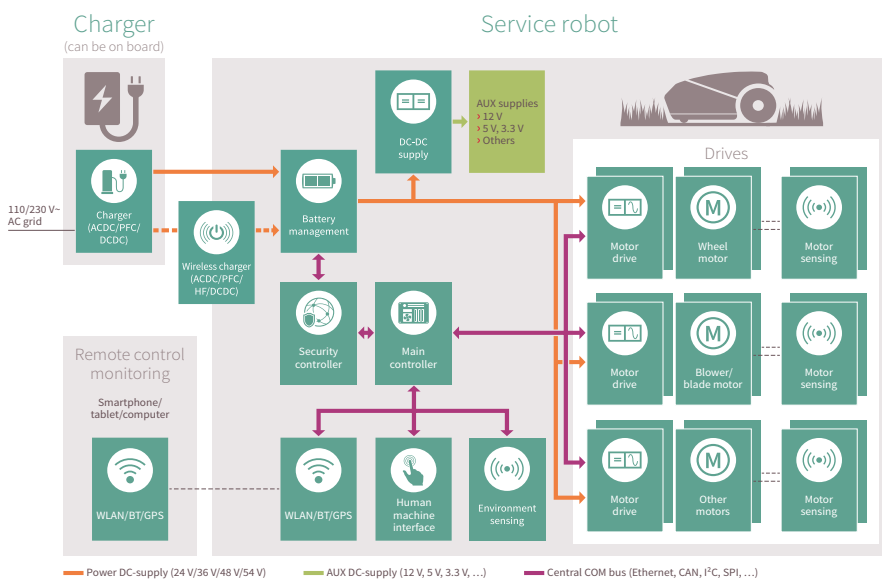 Charger
(can be on board)
Service robot
110/230 V~
AC grid
Charger
(ACDC/PFC/
DCDC)
Wireless charger
(ACDC/PFC/
HF/DCDC)
Battery
management
DC-DC
supply
AUX supplies
› 12 V
› 5 V, 3.3 V
› Others
Drives
Motor
drive
M
Wheel
motor
Motor
sensing
Security
controller
Main
controller
Motor
drive
M
Blower/
blade motor
Motor
sensing
Remote control
monitoring
Smartphone/
tablet/computer
WLAN/BT/GPS
WLAN/BT/GPS
Human
machine
interface
Environment
sensing
Motor
drive
M
Other
motors
Motor
sensing
Power DC-supply (24 V/36 V/48 V/54 V)
AUX DC-supply (12 V, 5 V, 3.3 V, …)
Central COM bus (Ethernet, CAN, I²C, SPI, …)